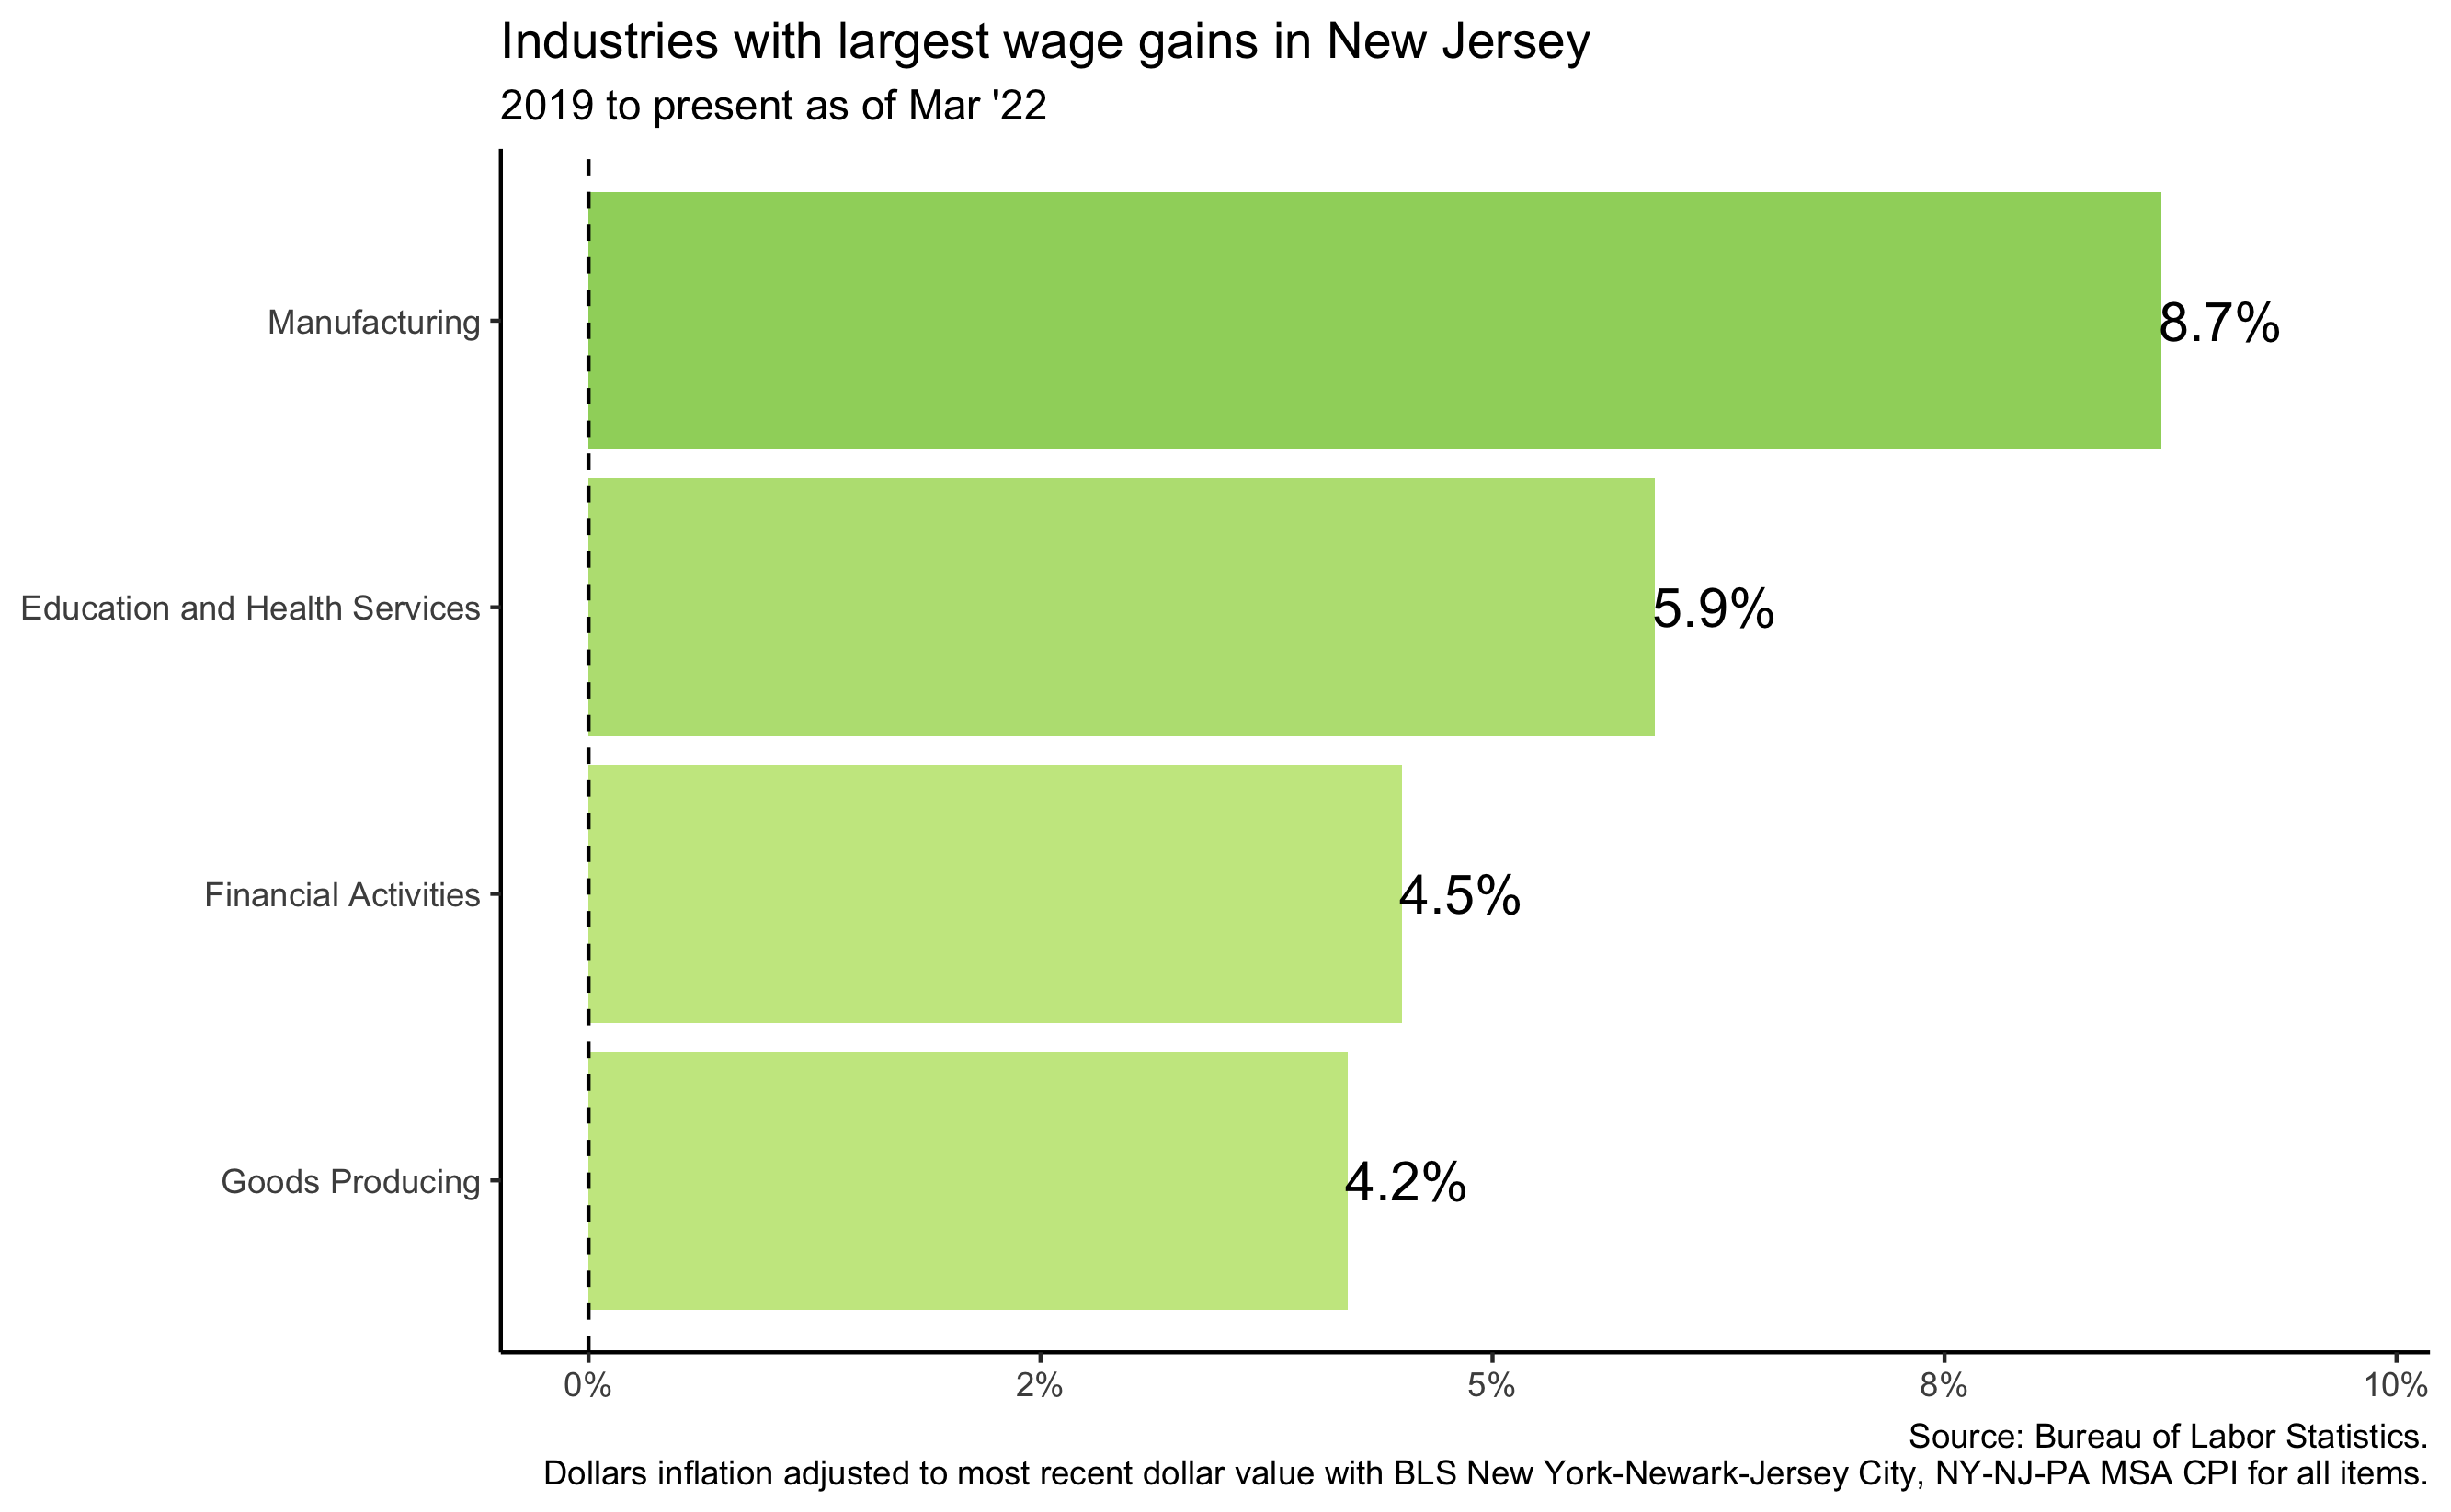 Industries with largest wage gains in New Jersey
2019 to present as of Mar '22
Manufacturing
8.7%
Education and Health Services
5.9%
Financial Activities
4.5%
Goods Producing
4.2%
0% 2% 5% 8% 10%
Source: Bureau of Labor Statistics.
Dollars inflation adjusted to most recent dollar value with BLS New York-Newark-Jersey City, NY-NJ-PA MSA CPI for all items.